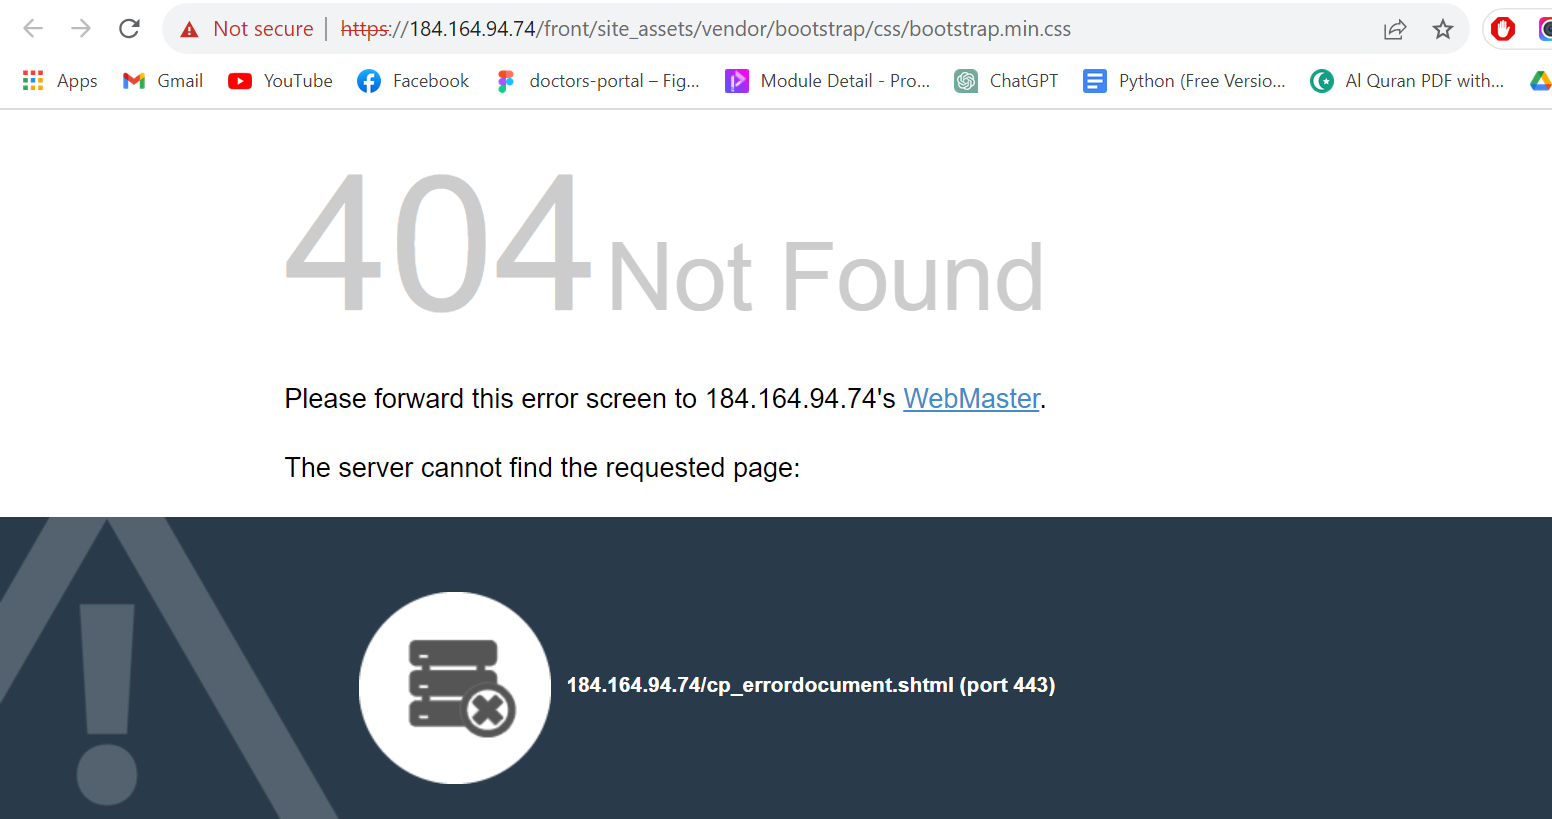 Not secure | https://184.164.94.74/front/site_assets/vendor/bootstrap/css/bootstrap.min.css
Apps Gmail YouTube Facebook doctors-portal – Fig... Module Detail - Pro... ChatGPT Python (Free Versio... Al Quran PDF with...
404 Not Found
Please forward this error screen to 184.164.94.74's WebMaster.
The server cannot find the requested page:
184.164.94.74/cp_errordocument.shtml (port 443)